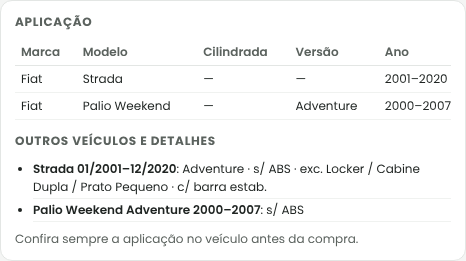 APLICAÇÃO
Marca Modelo Cilindrada Versão Ano
Fiat Strada — — 2001–2020
Fiat Palio Weekend — Adventure 2000–2007
OUTROS VEÍCULOS E DETALHES
• Strada 01/2001–12/2020: Adventure · s/ ABS · exc. Locker / Cabine
Dupla / Prato Pequeno · c/ barra estab.
• Palio Weekend Adventure 2000–2007: s/ ABS
Confira sempre a aplicação no veículo antes da compra.